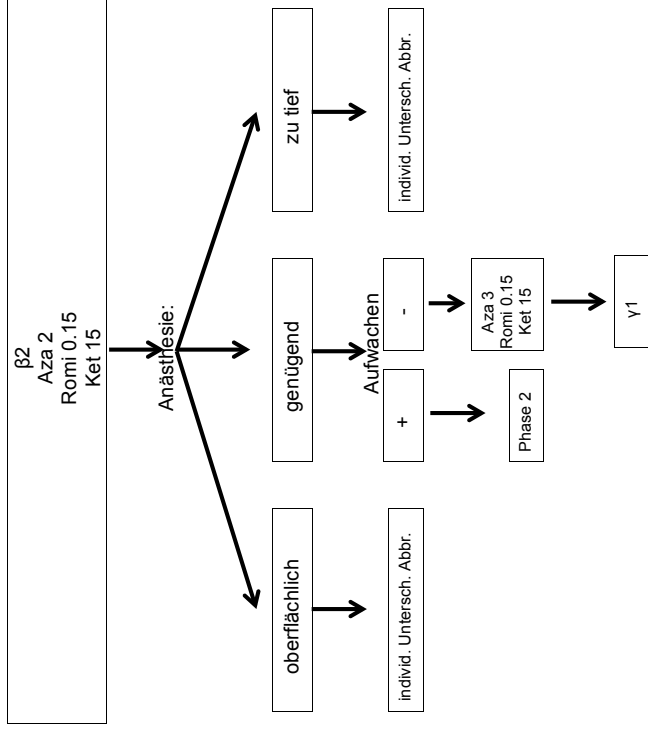 β2
Aza 2
Romi 0.15
Ket 15
Anästhesie:
oberflächlich
genügend
zu tief
individ. Untersch. Abbr.
Aufwachen
individ. Untersch. Abbr.
+
-
Phase 2
Aza 3
Romi 0.15
Ket 15
γ1